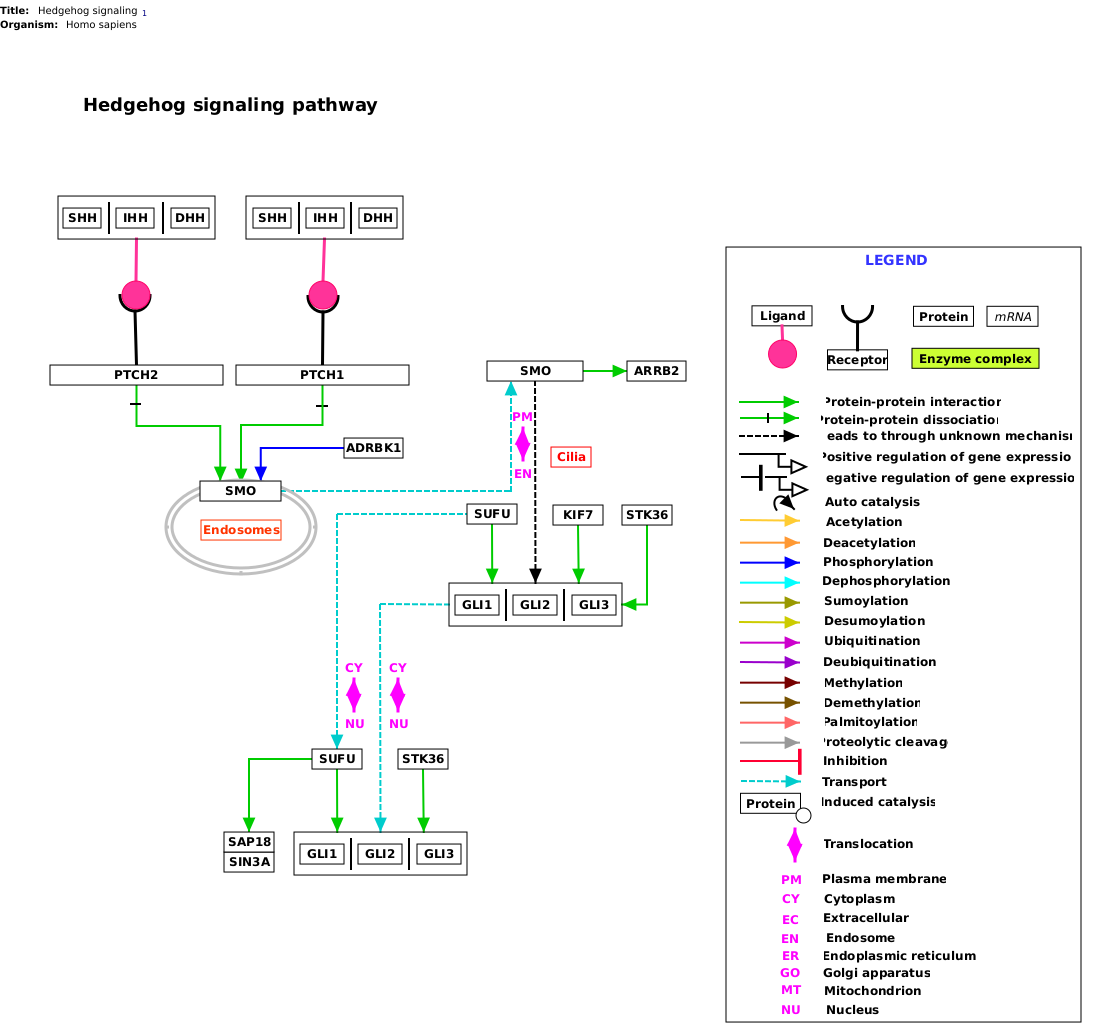 Title: Hedgehog signaling 1
Organism: Homo sapiens
Hedgehog signaling pathway
SHH IHH DHH SHH IHH DHH
PTCH2 PTCH1
SMO ARRB2
PM
ADRBK1
Cilia
EN
SMO
SUFU KIF7 STK36
Endosomes
GLI1 GLI2 GLI3
CY CY
NU NU
SUFU STK36
SAP18
SIN3A
GLI1 GLI2 GLI3
LEGEND
Ligand
Protein mRNA
Receptor
Enzyme complex
Protein-protein interaction
Protein-protein dissociation
eads to through unknown mechanisr
Positive regulation of gene expressio
egative regulation of gene expressio
Auto catalysis
Acetylation
Deacetylation
Phosphorylation
Dephosphorylation
Sumoylation
Desumoylation
Ubiquitination
Deubiquitination
Methylation
Demethylation
Palmitoylation
Proteolytic cleavag
Inhibition
Transport
Protein Induced catalysis
Translocation
PM Plasma membrane
CY Cytoplasm
EC Extracellular
EN Endosome
ER Endoplasmic reticulum
GO Golgi apparatus
MT Mitochondrion
NU Nucleus